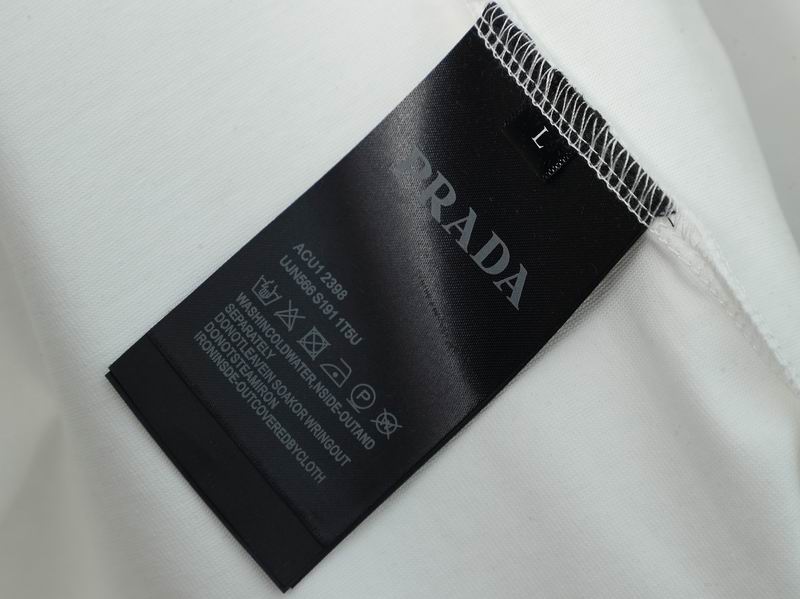 L
PRADA
ACU1 2398
UJN566 S191 1T5U
WASHINCOLDWATER,NSIDE-OUTAND
SEPARATELY
DONOTLEAVEIN SOAKOR WRINGOUT
DONOTSTEAMIRON
IRONINSDE-OUTCOVEREDBYCLOTH